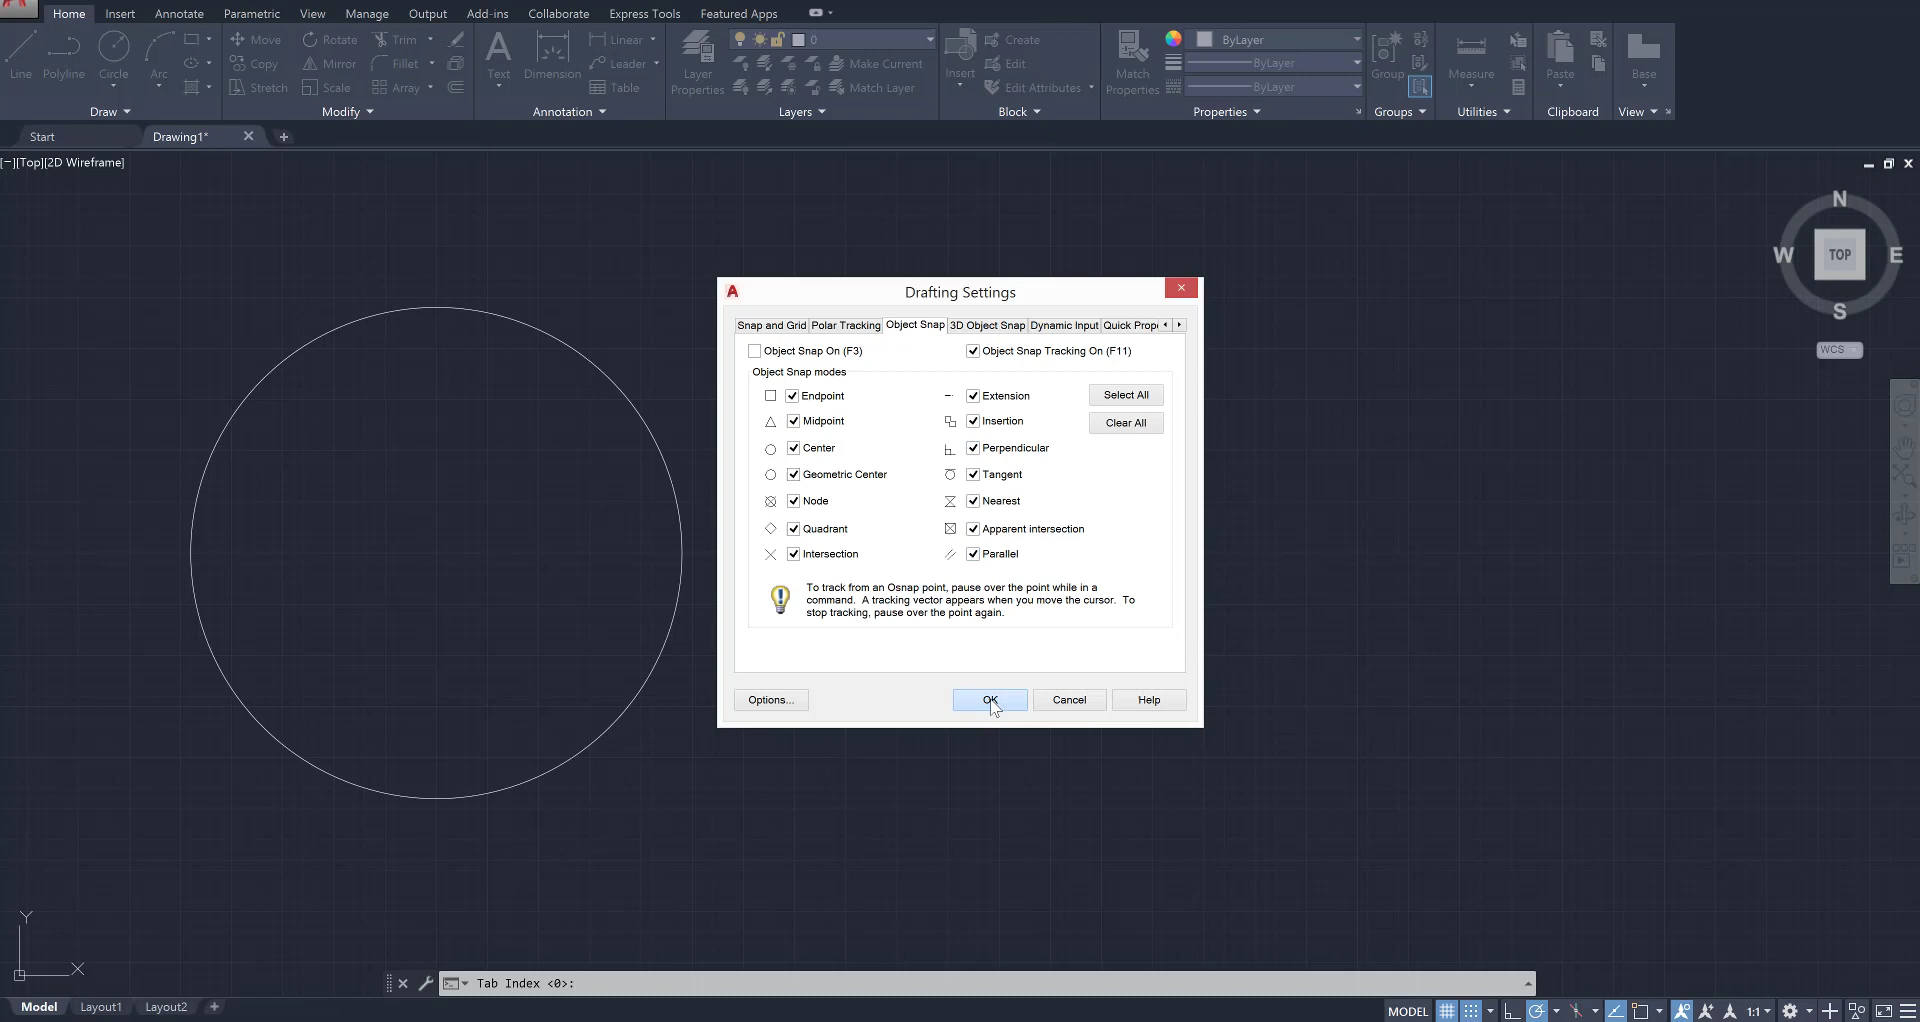 Home Insert Annotate Parametric View Manage Output Add-ins Collaborate Express Tools Featured Apps
Line Polyline Circle Arc
Move Rotate Trim
Copy Mirror Fillet
Stretch Scale Array
Text Dimension
Linear
Leader
Table
Layer
Properties
0
Make Current
Match Layer
Insert
Create
Edit
Edit Attributes
Match
Properties
ByLayer
ByLayer
ByLayer
Group
Measure
Paste
Base
Draw Modify Annotation Layers Block Properties Groups Utilities Clipboard View
Start Drawing1*
[−][Top][2D Wireframe]
N
W TOP E
S
WCS
A Drafting Settings
Snap and Grid Polar Tracking Object Snap 3D Object Snap Dynamic Input Quick Prop
Object Snap On (F3) Object Snap Tracking On (F11)
Object Snap modes
Endpoint Extension Select All
Midpoint Insertion Clear All
Center Perpendicular
Geometric Center Tangent
Node Nearest
Quadrant Apparent intersection
Intersection Parallel
To track from an Osnap point, pause over the point while in a
command. A tracking vector appears when you move the cursor. To
stop tracking, pause over the point again.
Options... OK Cancel Help
Y
X
Tab Index <0>:
Model Layout1 Layout2
MODEL 1:1